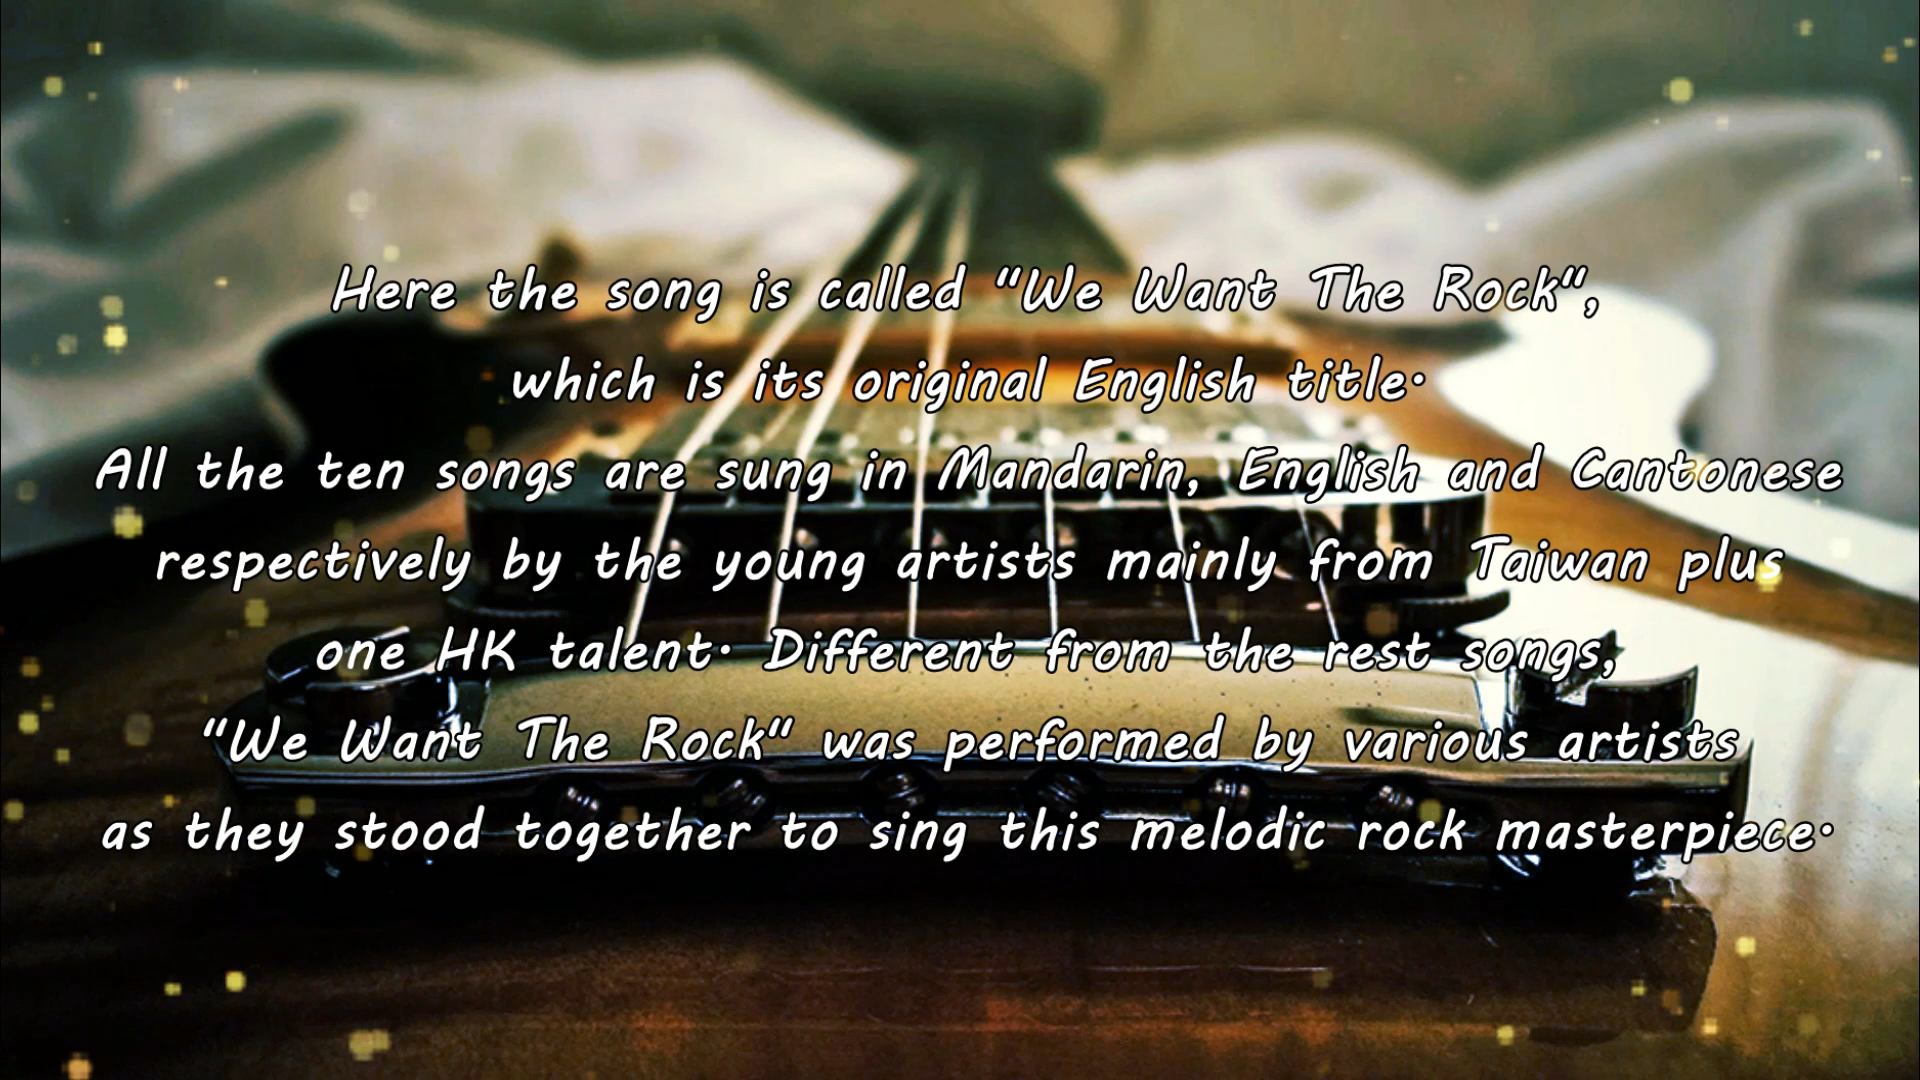 Here the song is called “We Want The Rock“,
which is its original English title.
All the ten songs are sung in Mandarin, English and Cantonese
respectively by the young artists mainly from Taiwan plus
one HK talent. Different from the rest songs,
“We Want The Rock“ was performed by various artists
as they stood together to sing this melodic rock masterpiece.